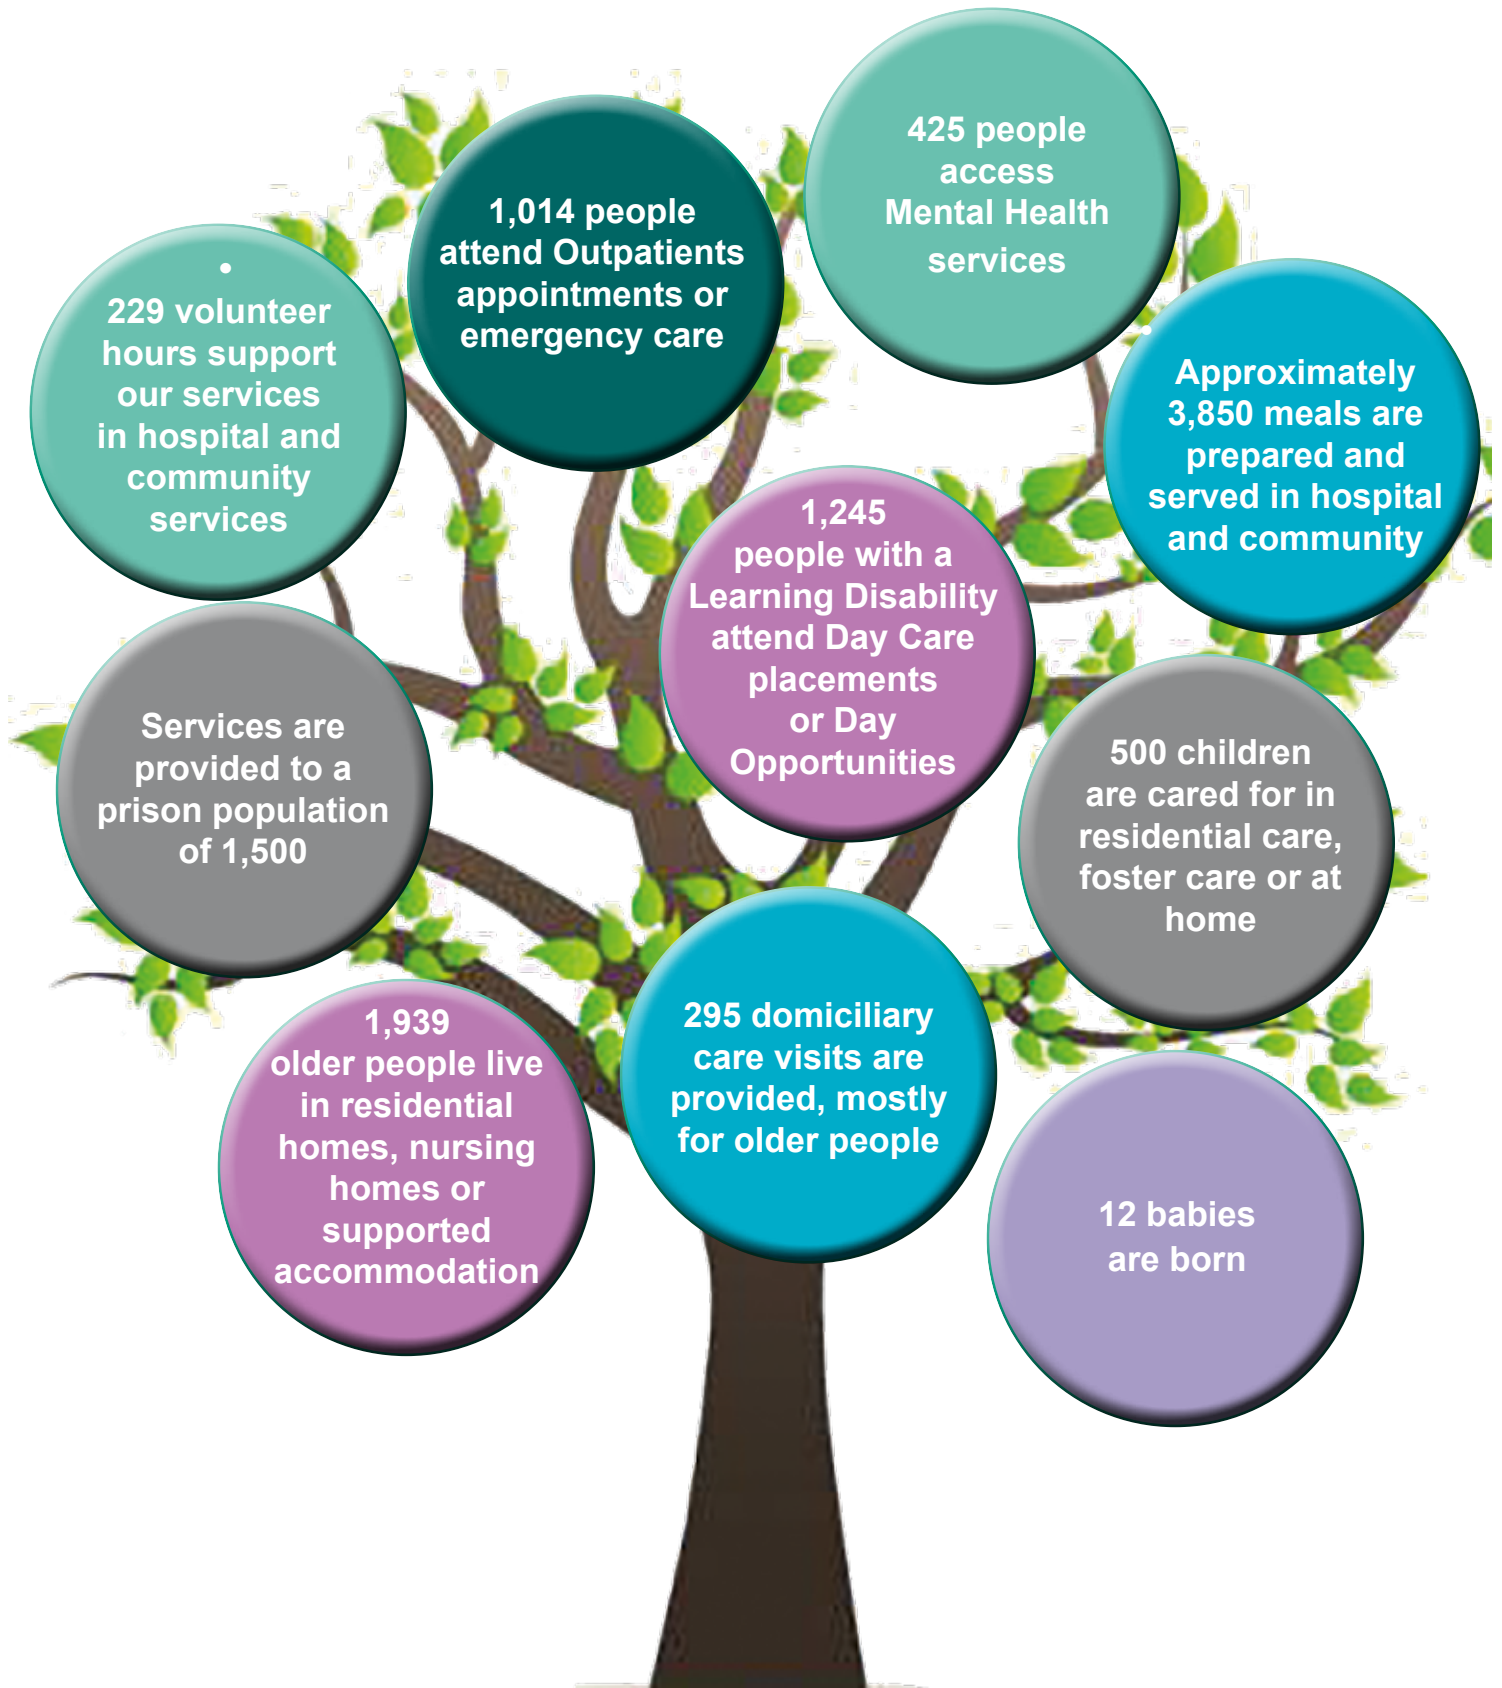 425 people
access
Mental Health
services
1,014 people
attend Outpatients
appointments or
emergency care
229 volunteer
hours support
our services
in hospital and
community
services
Approximately
3,850 meals are
prepared and
served in hospital
and community
1,245
people with a
Learning Disability
attend Day Care
placements
or Day
Opportunities
Services are
provided to a
prison population
of 1,500
500 children
are cared for in
residential care,
foster care or at
home
1,939
older people live
in residential
homes, nursing
homes or
supported
accommodation
295 domiciliary
care visits are
provided, mostly
for older people
12 babies
are born